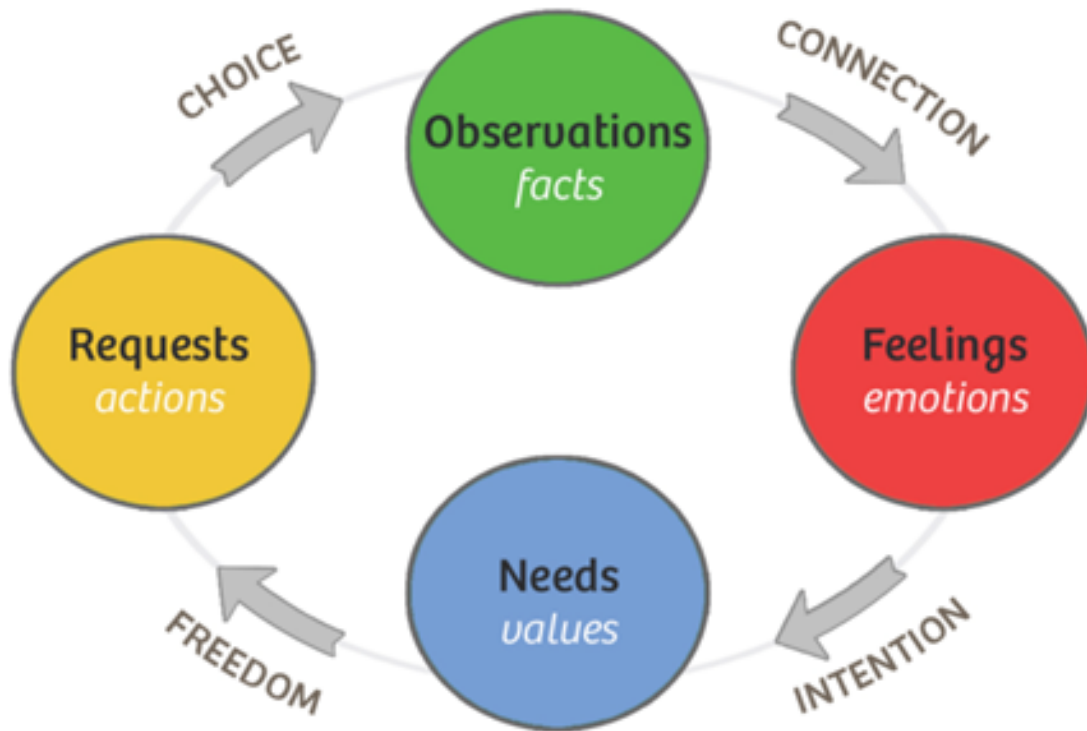 CHOICE
CONNECTION
Observations
facts
Requests
actions
Feelings
emotions
Needs
values
FREEDOM
INTENTION